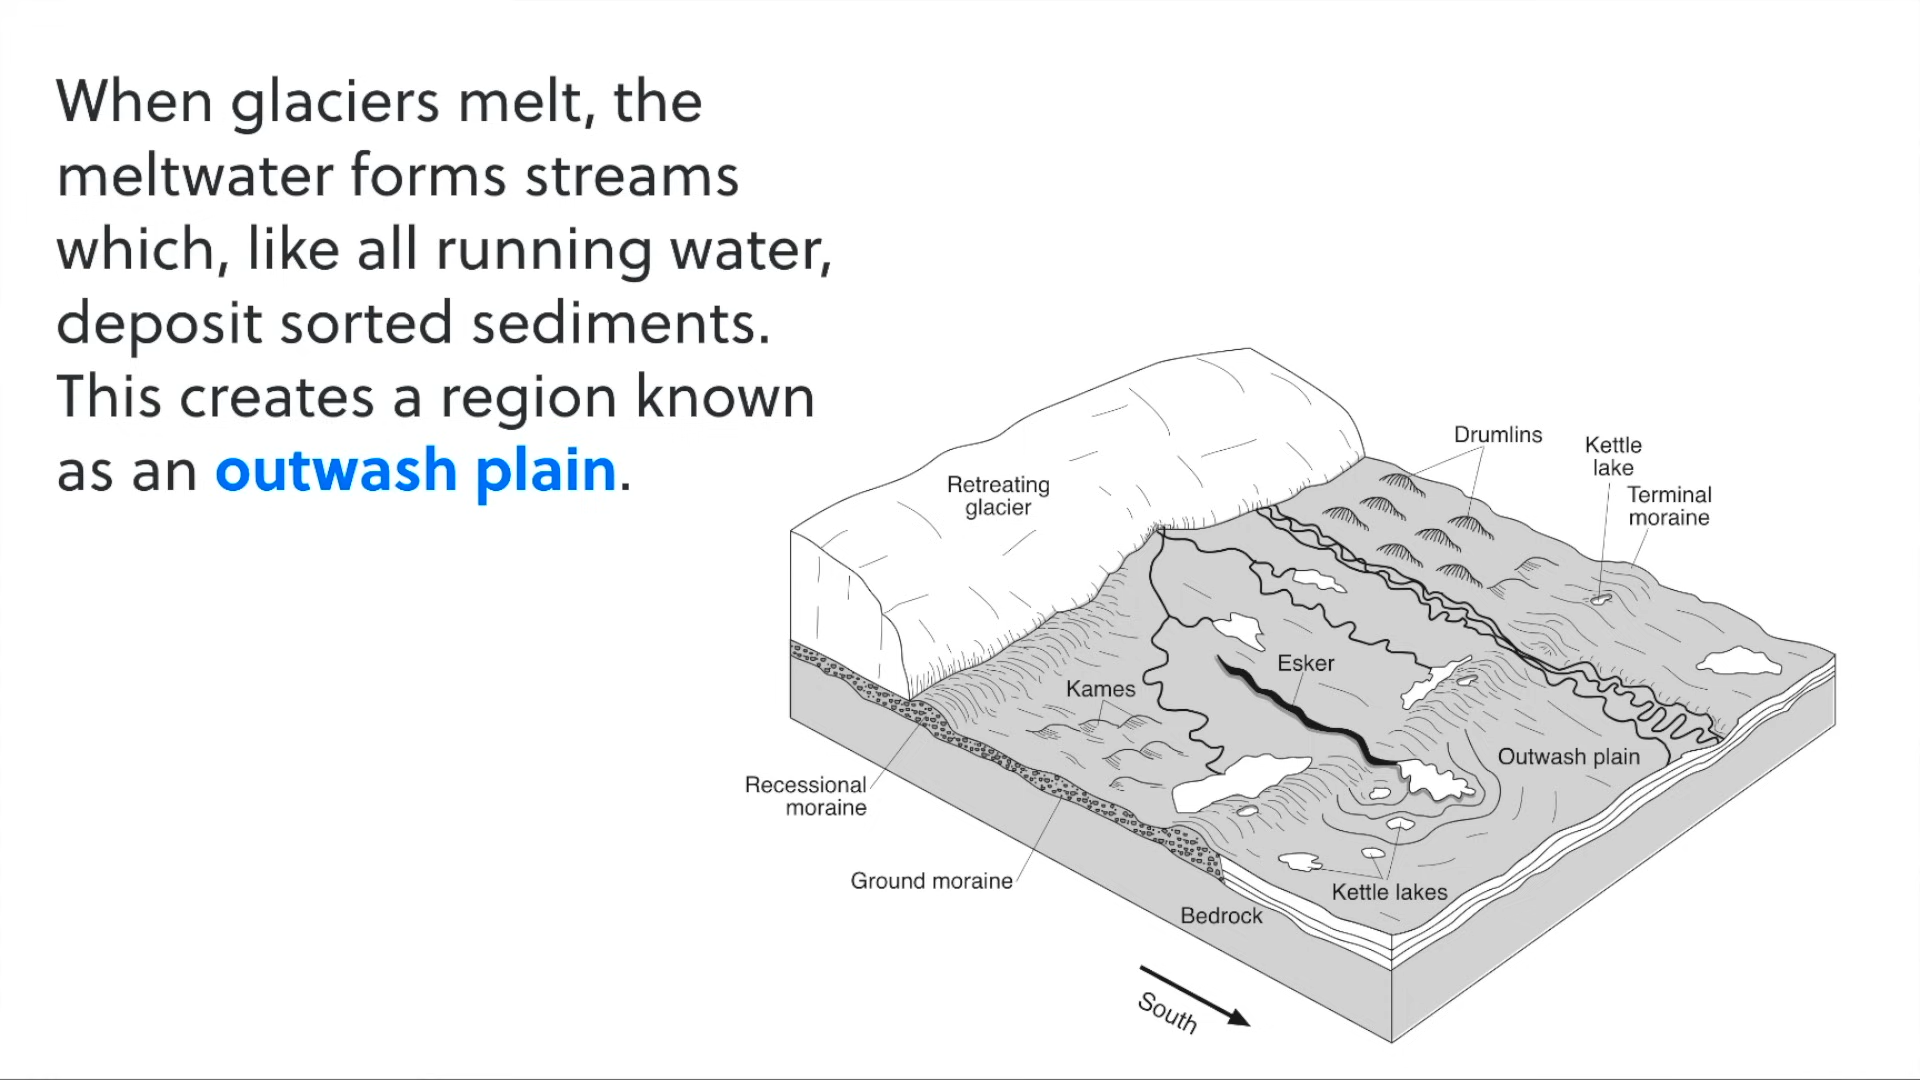 When glaciers melt, the
meltwater forms streams
which, like all running water,
deposit sorted sediments.
This creates a region known
as an outwash plain.
Drumlins
Kettle
lake
Terminal
moraine
Retreating
glacier
Esker
Kames
Outwash plain
Recessional
moraine
Ground moraine
Kettle lakes
Bedrock
South